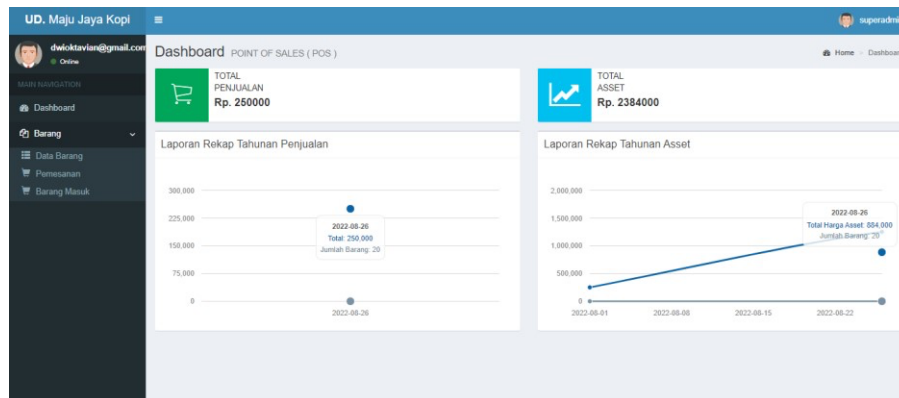 UD. Maju Jaya Kopi
superadmi
dwioktavian@gmail.com
Online
MAIN NAVIGATION
Dashboard
Barang
Data Barang
Pemesanan
Barang Masuk
Dashboard POINT OF SALES ( POS )
Home > Dashboar
TOTAL
PENJUALAN
Rp. 250000
TOTAL
ASSET
Rp. 2384000
Laporan Rekap Tahunan Penjualan
300,000
225,000
150,000
75,000
0
2022-08-26
Total: 250,000
Jumlah Barang: 20
2022-08-26
Laporan Rekap Tahunan Asset
2,000,000
1,500,000
1,000,000
500,000
0
2022-08-26
Total Harga Asset: 884,000
Jumlah Barang: 20
2022-08-01
2022-08-08
2022-08-15
2022-08-22